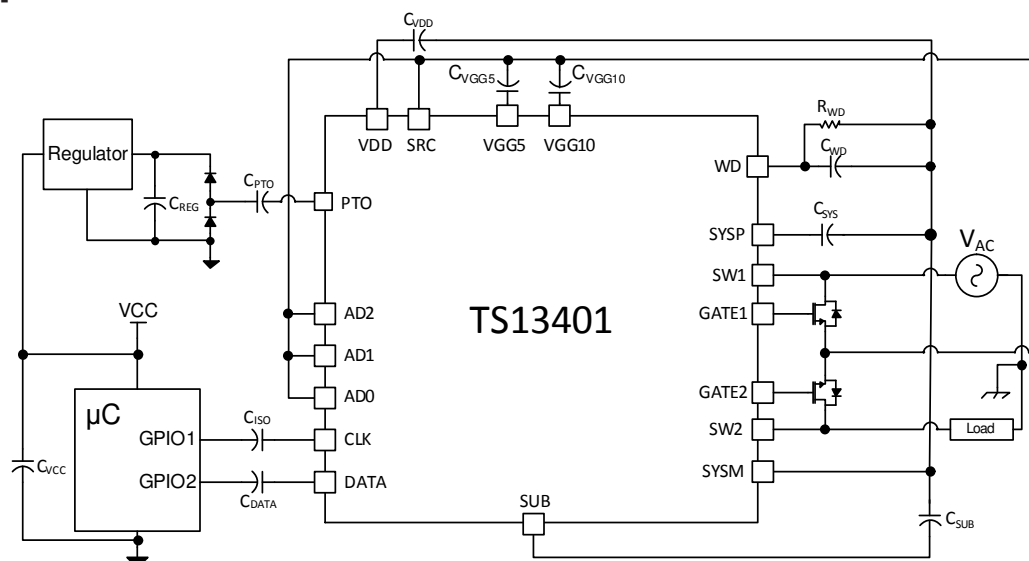 CVDD
CVGG5
CVGG10
RWD
VDD
SRC
VGG5
VGG10
Regulator
CWD
WD
CPTO
CREG
PTO
CSYS
SYSP
VAC
SW1
VCC
AD2
TS13401
GATE1
AD1
AD0
GATE2
µC
CISO
GPIO1
CLK
SW2
Load
CVCC
GPIO2
DATA
SYSM
CDATA
SUB
CSUB